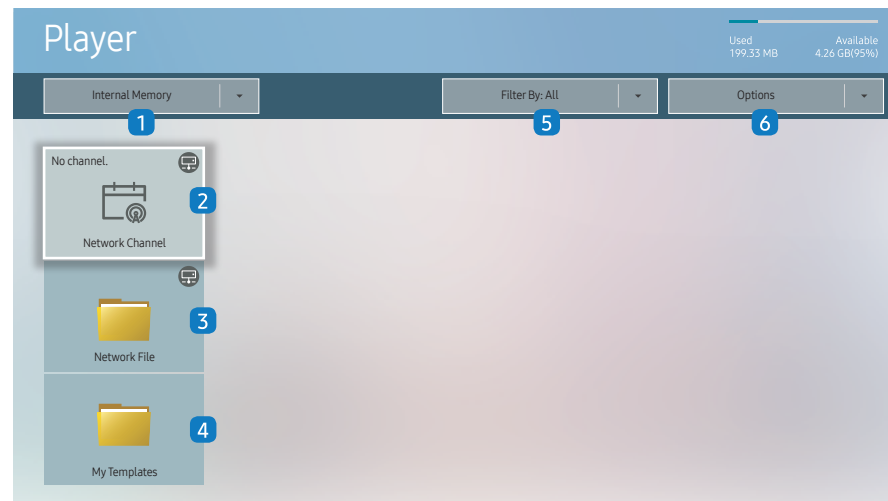 Player
Used
Available
199.33 MB
4.26 GB(95%)
Internal Memory
Filter By: All
Options
1
5
6
No channel.
2
Network Channel
3
Network File
4
My Templates